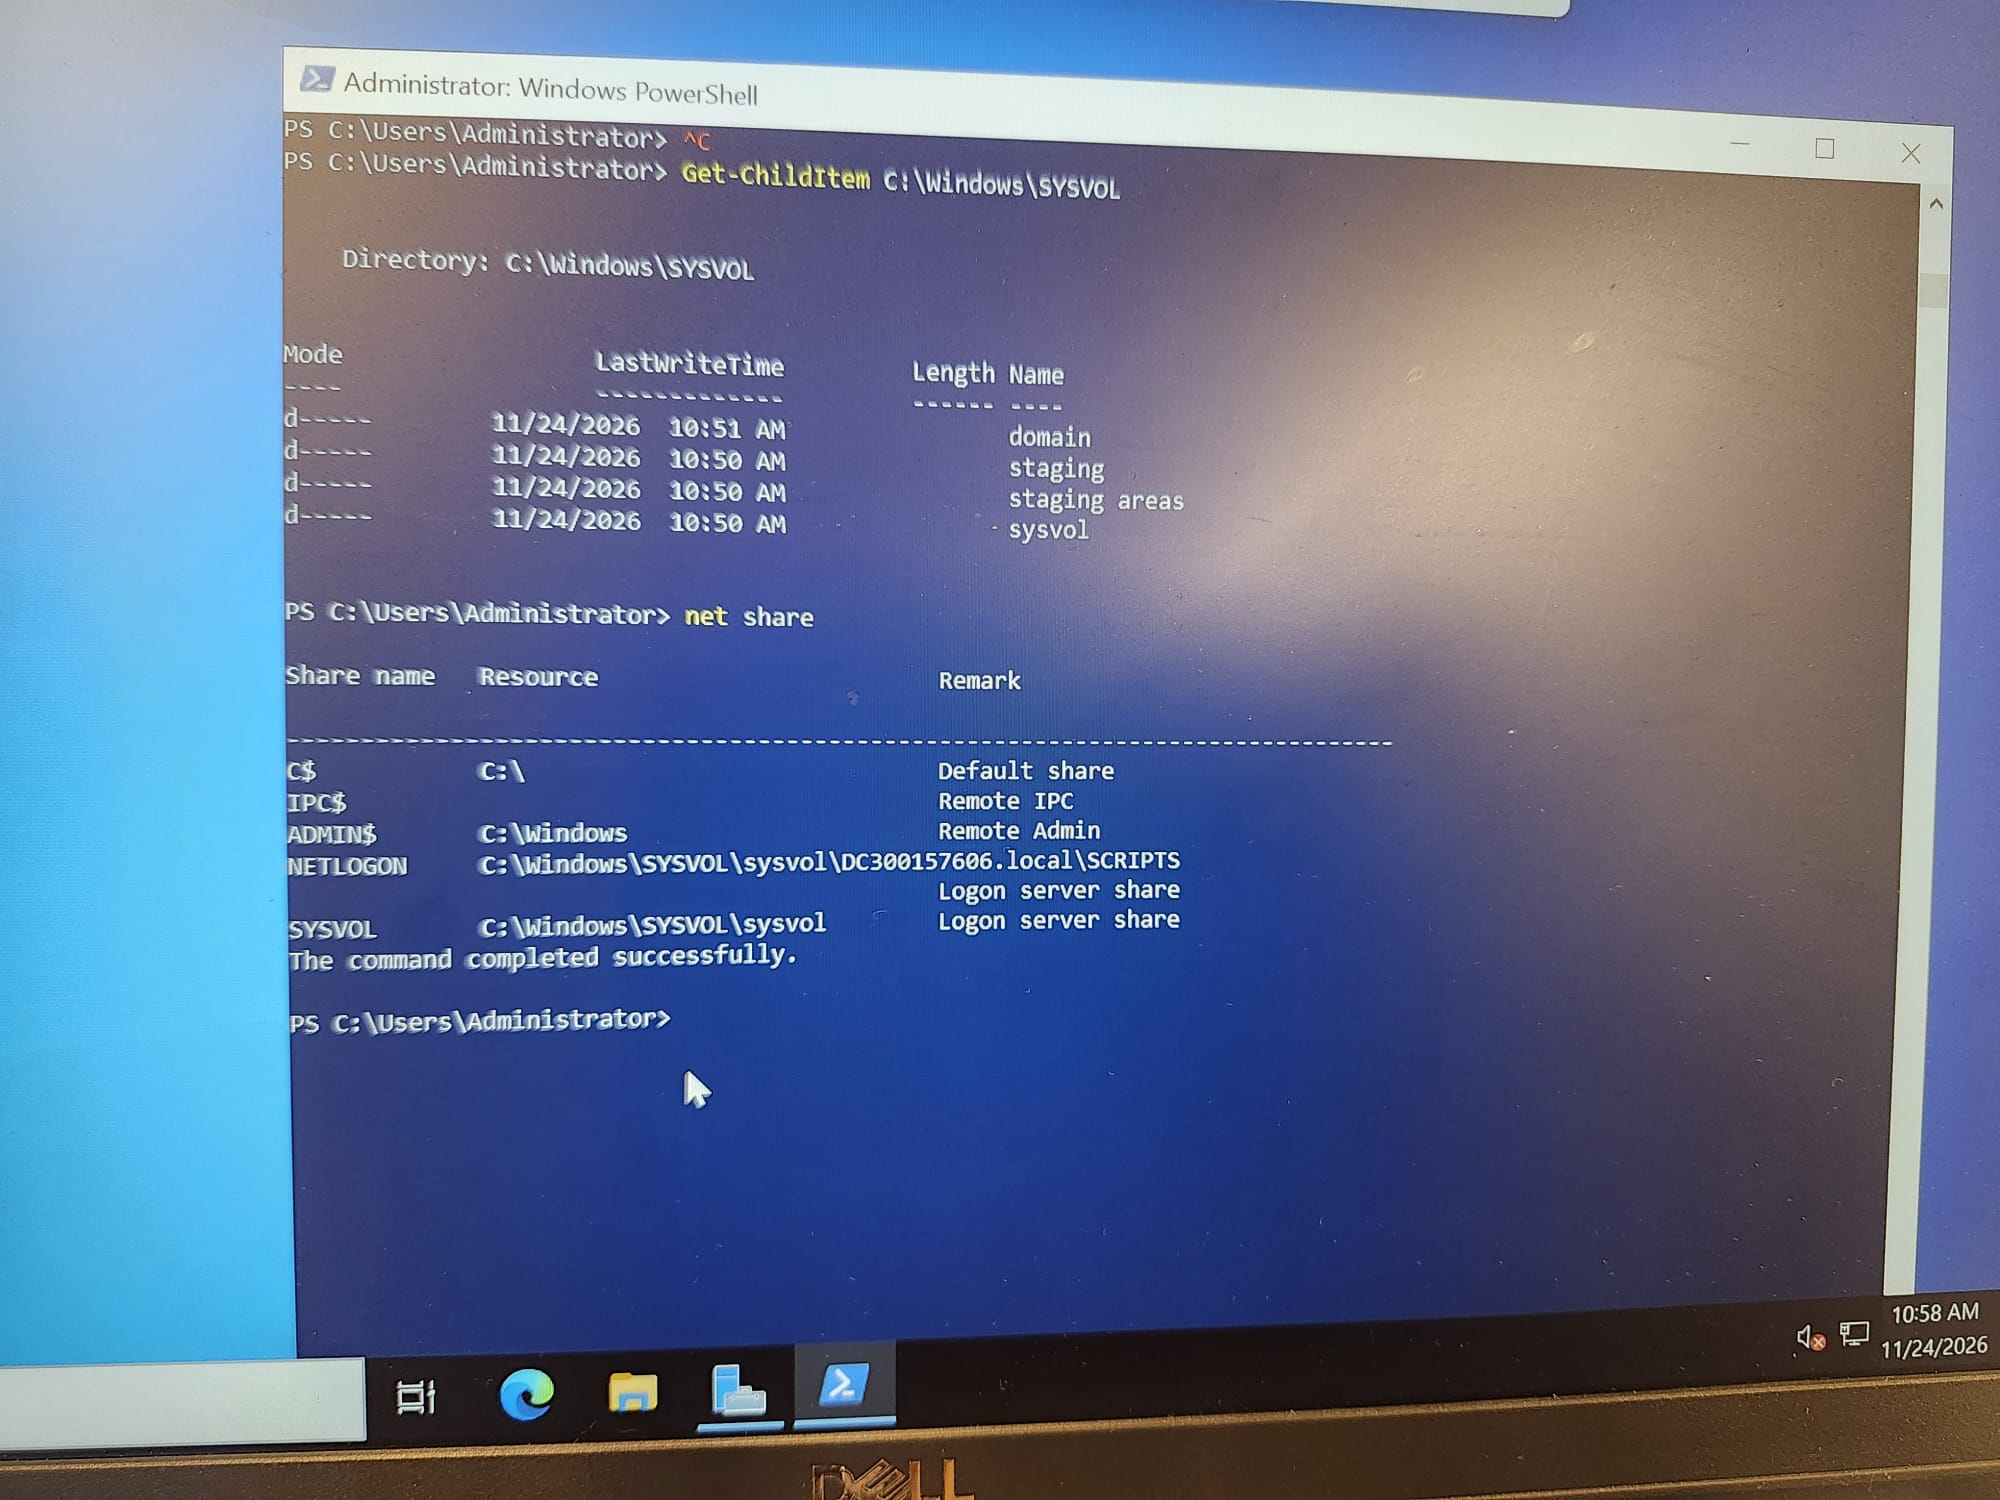 Administrator: Windows PowerShell
PS C:\Users\Administrator> ^C
PS C:\Users\Administrator> Get-ChildItem C:\Windows\SYSVOL
Directory: C:\Windows\SYSVOL
Mode LastWriteTime Length Name
---- ------------- ------ ----
d----- 11/24/2026 10:51 AM domain
d----- 11/24/2026 10:50 AM staging
d----- 11/24/2026 10:50 AM staging areas
d----- 11/24/2026 10:50 AM sysvol
PS C:\Users\Administrator> net share
Share name Resource Remark
-------------------------------------------------------------------------------
C$ C:\ Default share
IPC$ Remote IPC
ADMIN$ C:\Windows Remote Admin
NETLOGON C:\Windows\SYSVOL\sysvol\DC300157606.local\SCRIPTS
Logon server share
SYSVOL C:\Windows\SYSVOL\sysvol Logon server share
The command completed successfully.
PS C:\Users\Administrator>
10:58 AM
11/24/2026
DELL